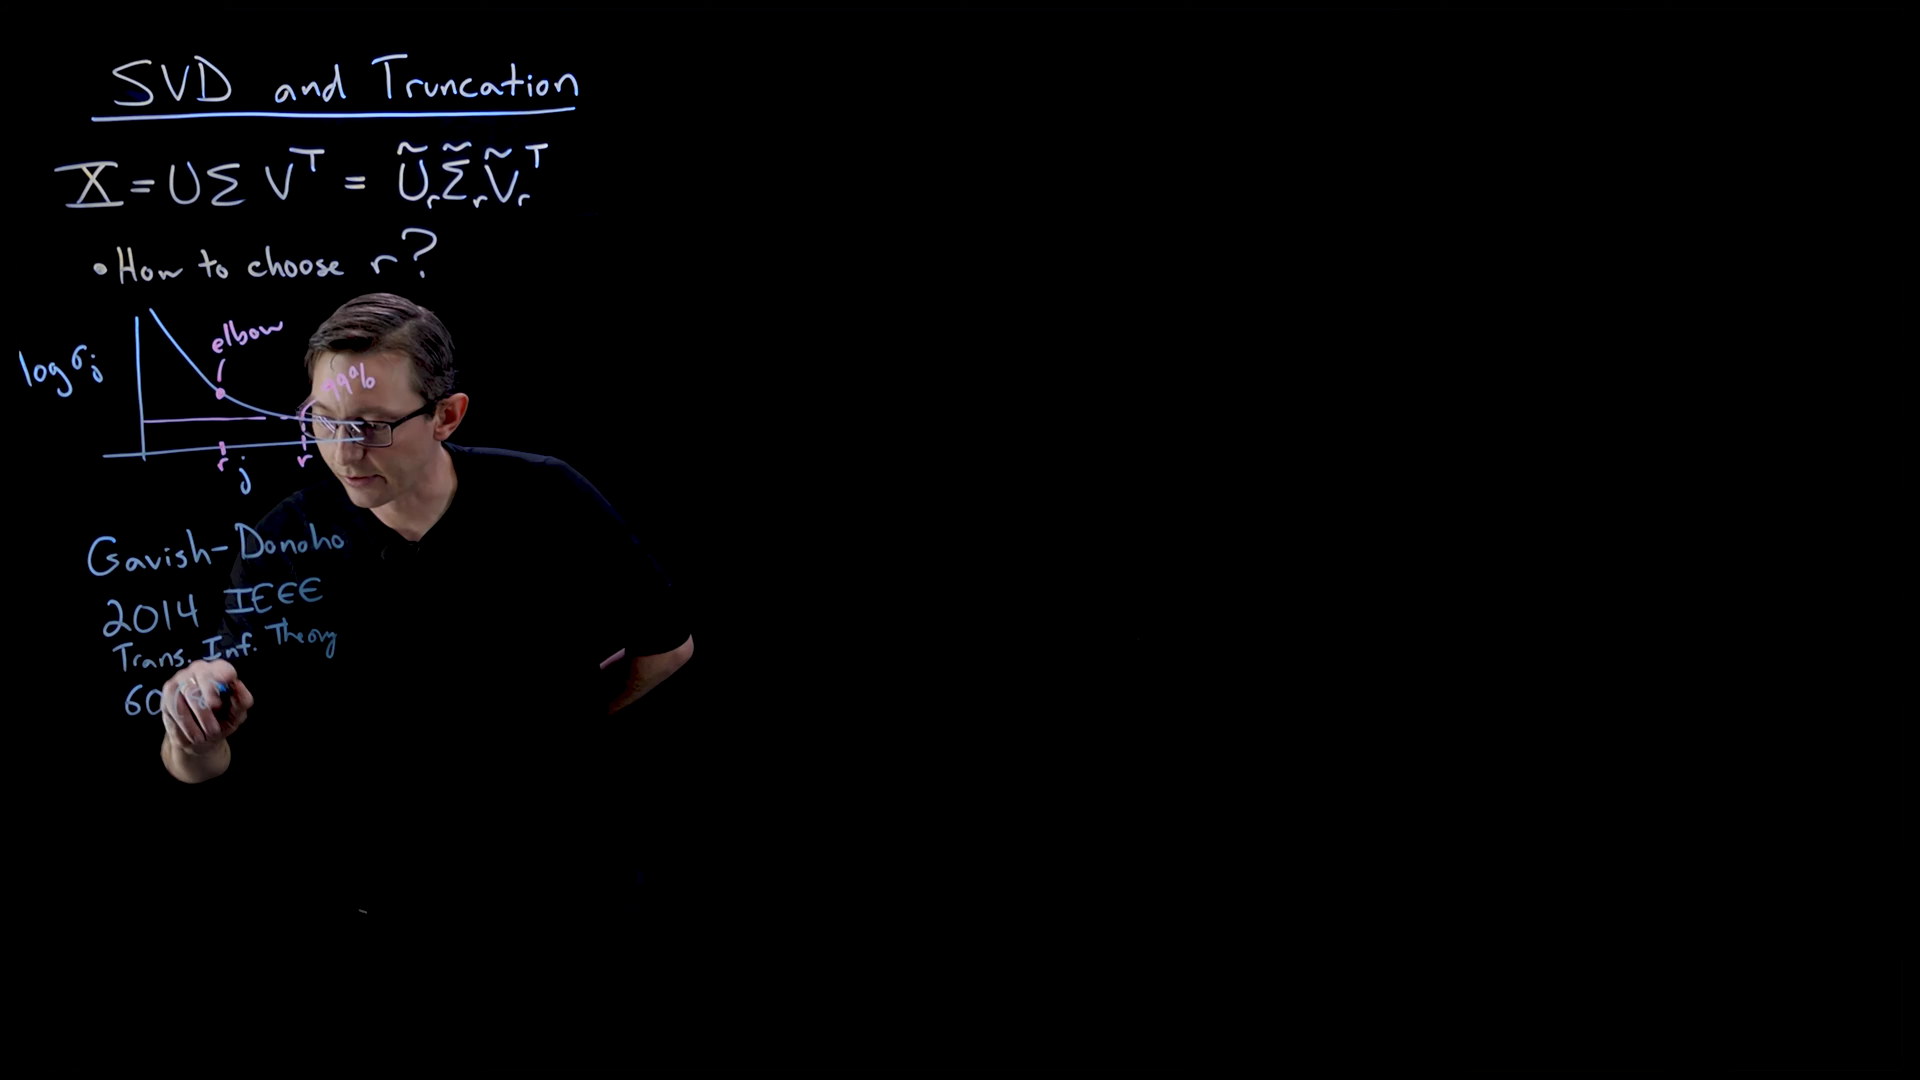 SVD and Truncation
X = UΣV^T = Ũ_r Σ̃_r Ṽ_r^T
• How to choose r?
elbow
log σ_j
99%
r
r
j
Gavish-Donoho
2014 IEEE
Trans. Inf. Theory